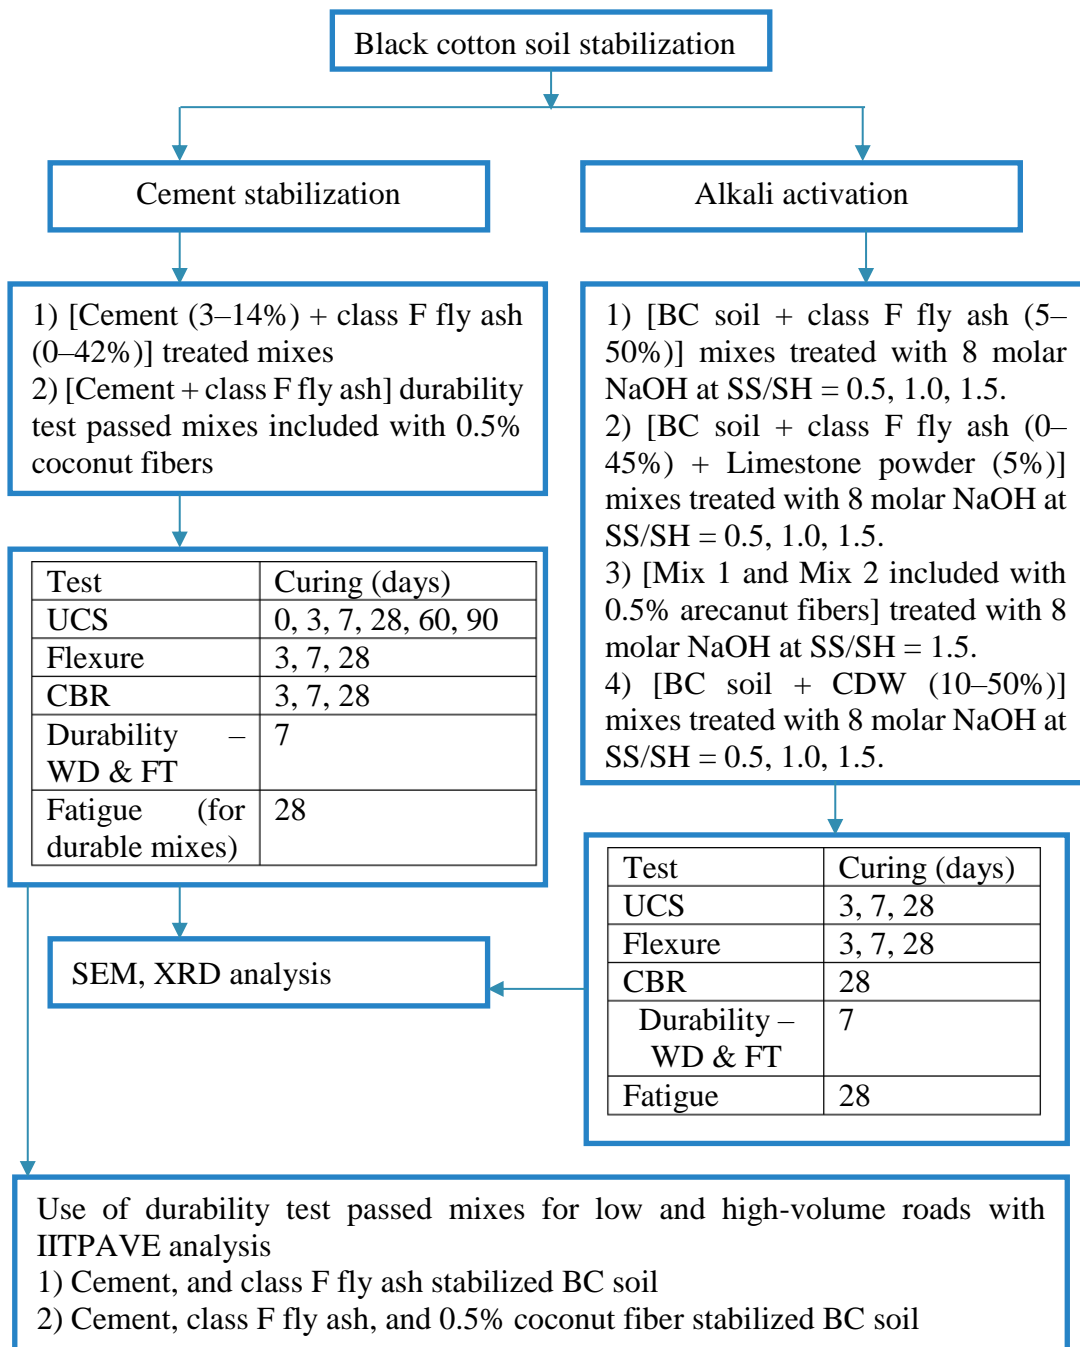 Black cotton soil stabilization
Cement stabilization
Alkali activation
1) [Cement (3–14%) + class F fly ash
(0–42%)] treated mixes
2) [Cement + class F fly ash] durability
test passed mixes included with 0.5%
coconut fibers
1) [BC soil + class F fly ash (5–
50%)] mixes treated with 8 molar
NaOH at SS/SH = 0.5, 1.0, 1.5.
2) [BC soil + class F fly ash (0–
45%) + Limestone powder (5%)]
mixes treated with 8 molar NaOH at
SS/SH = 0.5, 1.0, 1.5.
3) [Mix 1 and Mix 2 included with
0.5% arecanut fibers] treated with 8
molar NaOH at SS/SH = 1.5.
4) [BC soil + CDW (10–50%)]
mixes treated with 8 molar NaOH at
SS/SH = 0.5, 1.0, 1.5.
Test Curing (days)
UCS 0, 3, 7, 28, 60, 90
Flexure 3, 7, 28
CBR 3, 7, 28
Durability – 7
WD & FT
Fatigue (for 28
durable mixes)
Test Curing (days)
UCS 3, 7, 28
Flexure 3, 7, 28
CBR 28
Durability – 7
WD & FT
Fatigue 28
SEM, XRD analysis
Use of durability test passed mixes for low and high-volume roads with
IITPAVE analysis
1) Cement, and class F fly ash stabilized BC soil
2) Cement, class F fly ash, and 0.5% coconut fiber stabilized BC soil